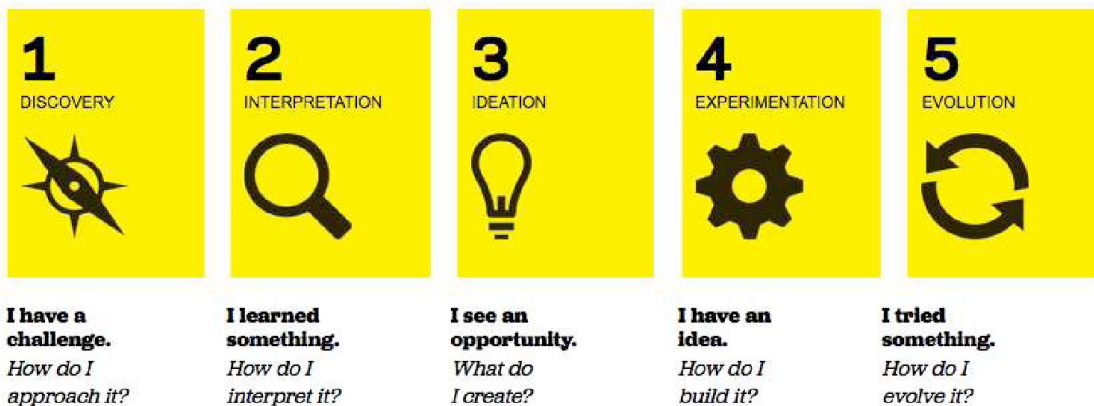 1
DISCOVERY
2
INTERPRETATION
3
IDEATION
4
EXPERIMENTATION
5
EVOLUTION
I have a
challenge.
How do I
approach it?
I learned
something.
How do I
interpret it?
I see an
opportunity.
What do
I create?
I have an
idea.
How do I
build it?
I tried
something.
How do I
evolve it?